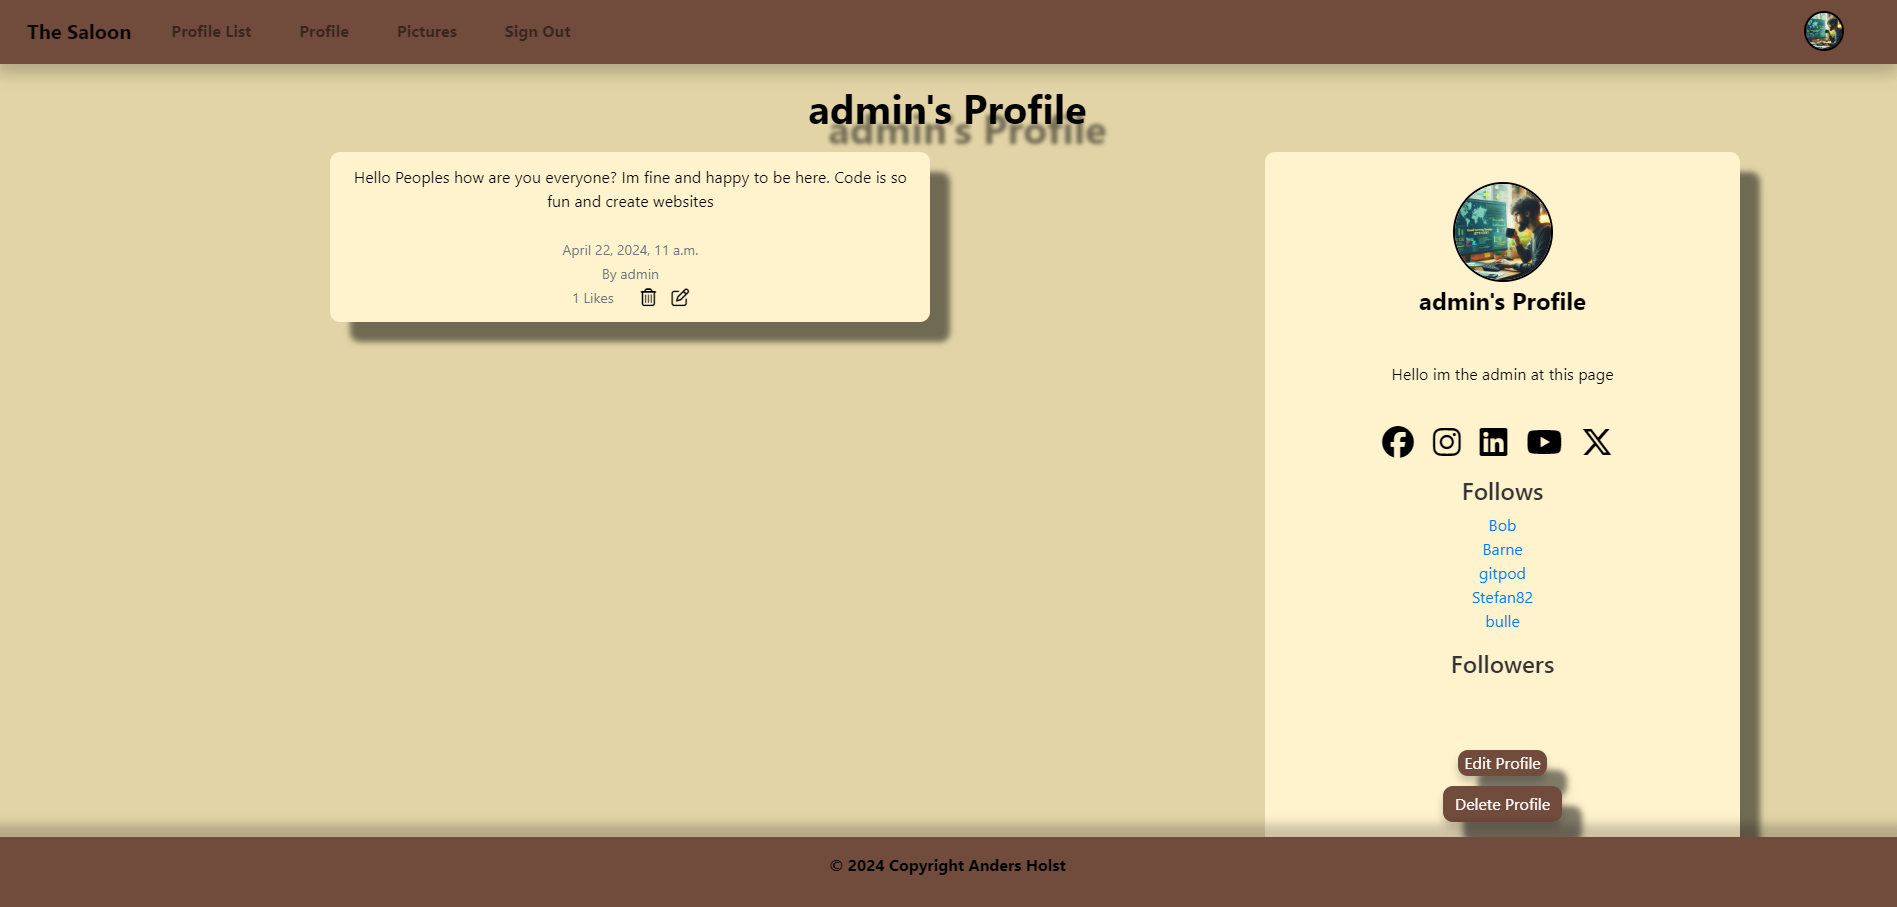 The Saloon
Profile List
Profile
Pictures
Sign Out
admin's Profile
Hello Peoples how are you everyone? Im fine and happy to be here. Code is so
fun and create websites
April 22, 2024, 11 a.m.
By admin
1 Likes
admin's Profile
Hello im the admin at this page
Follows
Bob
Barne
gitpod
Stefan82
bulle
Followers
Edit Profile
Delete Profile
© 2024 Copyright Anders Holst